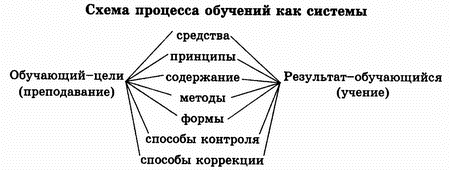 Схема процесса обучений как системы
средства
принципы
Обучающий–цели содержание Результат–обучающийся
(преподавание) методы (учение)
формы
способы контроля
способы коррекции